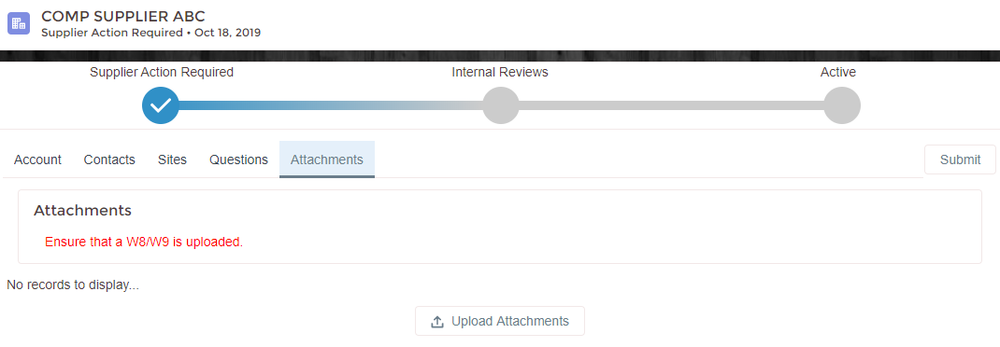 COMP SUPPLIER ABC
Supplier Action Required • Oct 18, 2019
Supplier Action Required Internal Reviews Active
Account Contacts Sites Questions Attachments Submit
Attachments
Ensure that a W8/W9 is uploaded.
No records to display...
Upload Attachments